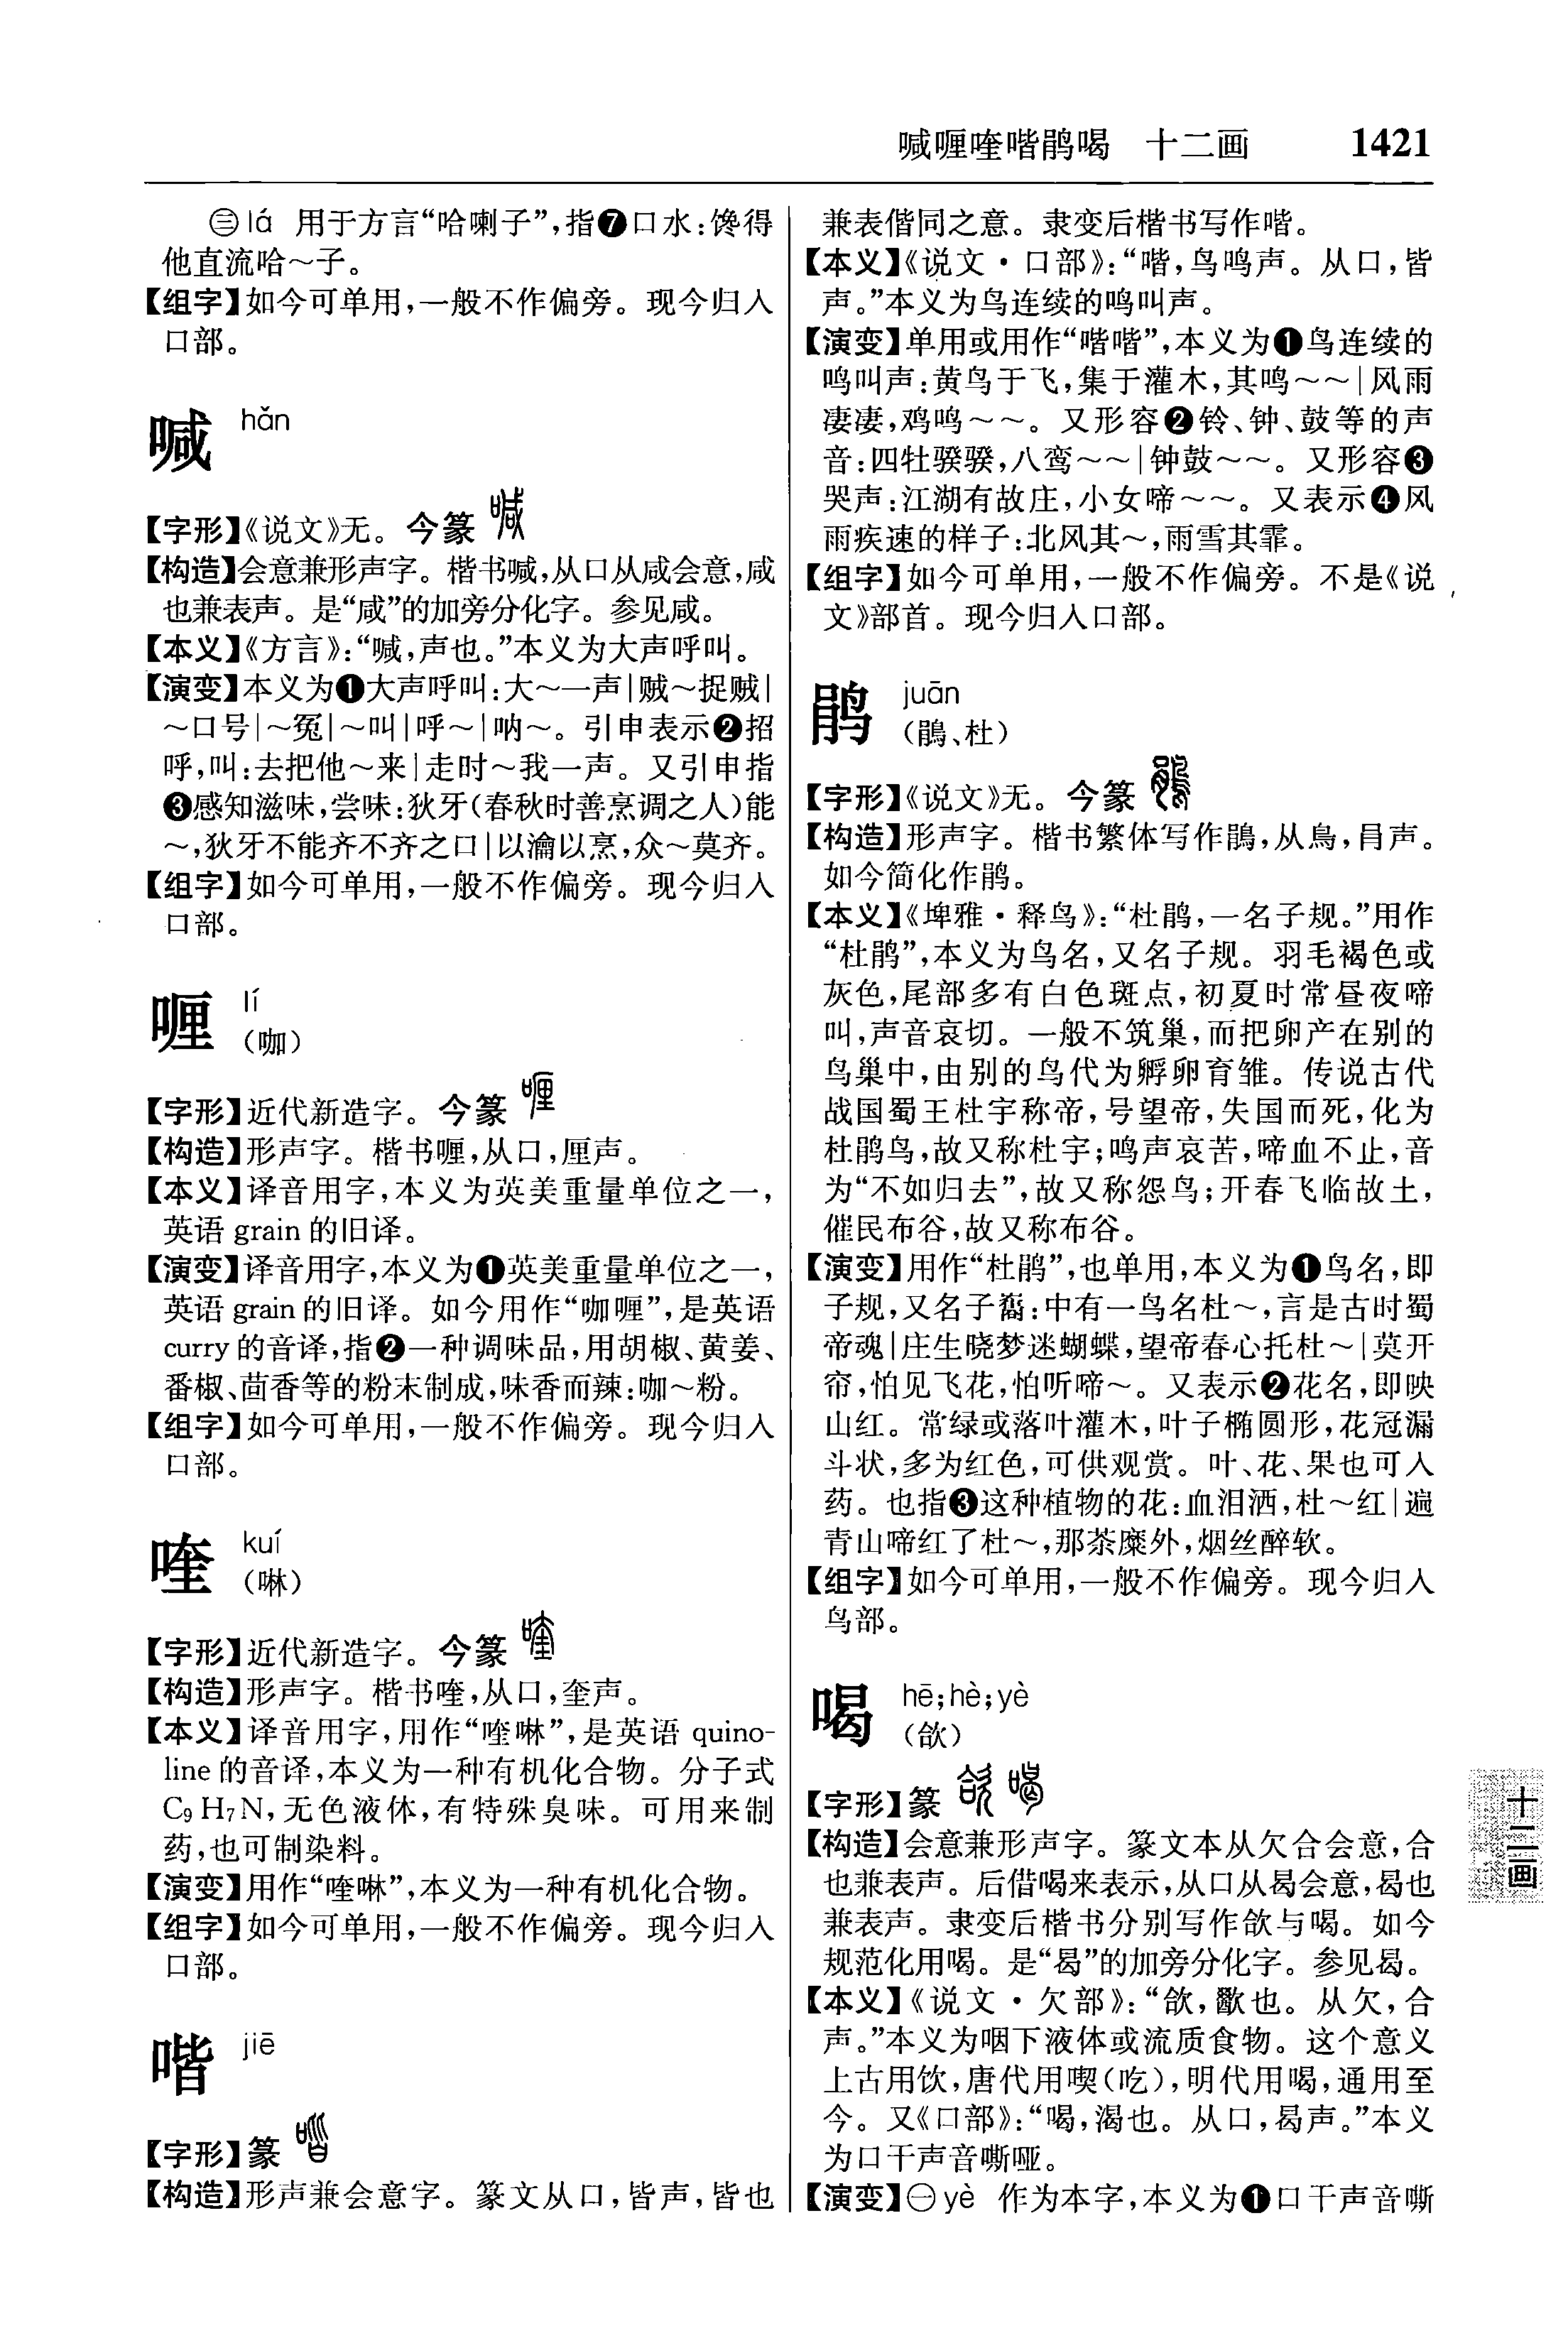 喊喱喹喈鹃喝 十二画 1421
㊂lá 用于方言“哈喇子”,指❼口水:馋得
他直流哈～子。
【组字】如今可单用,一般不作偏旁。现今归入
口部。
喊 hǎn
【字形】《说文》无。今篆
【构造】会意兼形声字。楷书喊,从口从咸会意,咸
也兼表声。是“咸”的加旁分化字。参见咸。
【本义】《方言》:“喊,声也。”本义为大声呼叫。
【演变】本义为❶大声呼叫:大～一声|贼～捉贼|
～口号|～冤|～叫|呼～|呐～。引申表示❷招
呼,叫:去把他～来|走时～我一声。又引申指
❸感知滋味,尝味:狄牙(春秋时善烹调之人)能
～,狄牙不能齐不齐之口|以瀹以烹,众～莫齐。
【组字】如今可单用,一般不作偏旁。现今归入
口部。
喱 lí
(咖)
【字形】近代新造字。今篆
【构造】形声字。楷书喱,从口,厘声。
【本义】译音用字,本义为英美重量单位之一,
英语 grain 的旧译。
【演变】译音用字,本义为❶英美重量单位之一,
英语 grain 的旧译。如今用作“咖喱”,是英语
curry 的音译,指❷一种调味品,用胡椒、黄姜、
番椒、茴香等的粉末制成,味香而辣:咖～粉。
【组字】如今可单用,一般不作偏旁。现今归入
口部。
喹 kuí
(啉)
【字形】近代新造字。今篆
【构造】形声字。楷书喹,从口,奎声。
【本义】译音用字,用作“喹啉”,是英语 quino-
line 的音译,本义为一种有机化合物。分子式
C₉H₇N,无色液体,有特殊臭味。可用来制
药,也可制染料。
【演变】用作“喹啉”,本义为一种有机化合物。
【组字】如今可单用,一般不作偏旁。现今归入
口部。
喈 jiē
【字形】篆
【构造】形声兼会意字。篆文从口,皆声,皆也
兼表偕同之意。隶变后楷书写作喈。
【本义】《说文·口部》:“喈,鸟鸣声。从口,皆
声。”本义为鸟连续的鸣叫声。
【演变】单用或用作“喈喈”,本义为❶鸟连续的
鸣叫声:黄鸟于飞,集于灌木,其鸣～～|风雨
凄凄,鸡鸣～～。又形容❷铃、钟、鼓等的声
音:四牡骙骙,八鸾～～|钟鼓～～。又形容❸
哭声:江湖有故庄,小女啼～～。又表示❹风
雨疾速的样子:北风其～,雨雪其霏。
【组字】如今可单用,一般不作偏旁。不是《说
文》部首。现今归入口部。
鹃 juān
(鵑、杜)
【字形】《说文》无。今篆
【构造】形声字。楷书繁体写作鵑,从鳥,肙声。
如今简化作鹃。
【本义】《埤雅·释鸟》:“杜鹃,一名子规。”用作
“杜鹃”,本义为鸟名,又名子规。羽毛褐色或
灰色,尾部多有白色斑点,初夏时常昼夜啼
叫,声音哀切。一般不筑巢,而把卵产在别的
鸟巢中,由别的鸟代为孵卵育雏。传说古代
战国蜀王杜宇称帝,号望帝,失国而死,化为
杜鹃鸟,故又称杜宇;鸣声哀苦,啼血不止,音
为“不如归去”,故又称怨鸟;开春飞临故土,
催民布谷,故又称布谷。
【演变】用作“杜鹃”,也单用,本义为❶鸟名,即
子规,又名子巂:中有一鸟名杜～,言是古时蜀
帝魂|庄生晓梦迷蝴蝶,望帝春心托杜～|莫开
帘,怕见飞花,怕听啼～。又表示❷花名,即映
山红。常绿或落叶灌木,叶子椭圆形,花冠漏
斗状,多为红色,可供观赏。叶、花、果也可入
药。也指❸这种植物的花:血泪洒,杜～红|遍
青山啼红了杜～,那茶糜外,烟丝醉软。
【组字】如今可单用,一般不作偏旁。现今归入
鸟部。
喝 hē;hè;yè
(欱)
【字形】篆
【构造】会意兼形声字。篆文本从欠合会意,合
也兼表声。后借喝来表示,从口从曷会意,曷也
兼表声。隶变后楷书分别写作欱与喝。如今
规范化用喝。是“曷”的加旁分化字。参见曷。
【本义】《说文·欠部》:“欱,歠也。从欠,合
声。”本义为咽下液体或流质食物。这个意义
上古用饮,唐代用喫(吃),明代用喝,通用至
今。又《口部》:“喝,渴也。从口,曷声。”本义
为口干声音嘶哑。
【演变】㊀yè 作为本字,本义为❶口干声音嘶
十二画